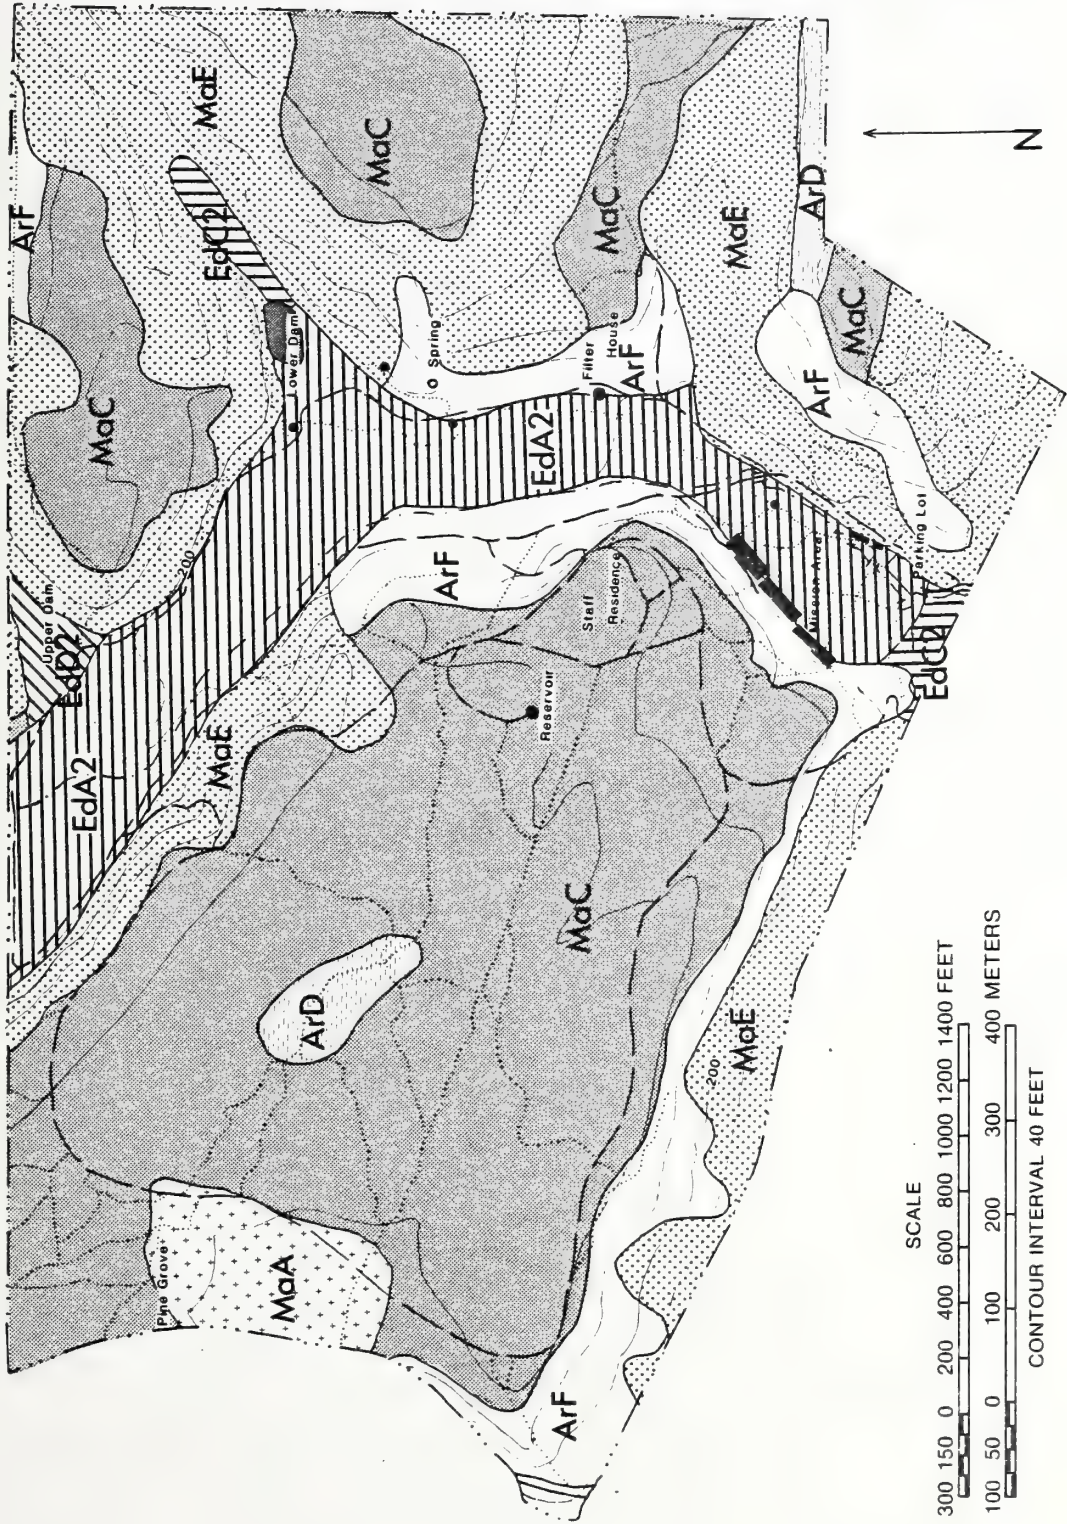 ArF
MaE
MaC
EdC2
MaC
Lower Dam
Spring
MaC
Filter
House
ArF
MaE
ArD
MaC
ArF
N
Upper Dam
EdD2
200
EdA2
EdA2
MaE
ArF
Staff
Residence
Reservoir
Mission Area
Parking Lot
EdC2
ArD
MaC
MaE
200
Pine Grove
MaA
ArF
SCALE
300 150 0 200 400 600 800 1000 1200 1400 FEET
100 50 0 100 200 300 400 METERS
CONTOUR INTERVAL 40 FEET